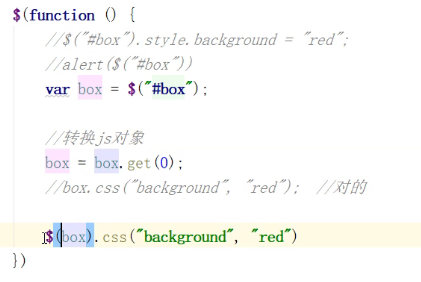 $(function () {
//$("#box").style.background = "red";
//alert($("#box"))
var box = $("#box");
//转换js对象
box = box.get(0);
//box.css("background", "red");  //对的
$(box).css("background", "red")
})